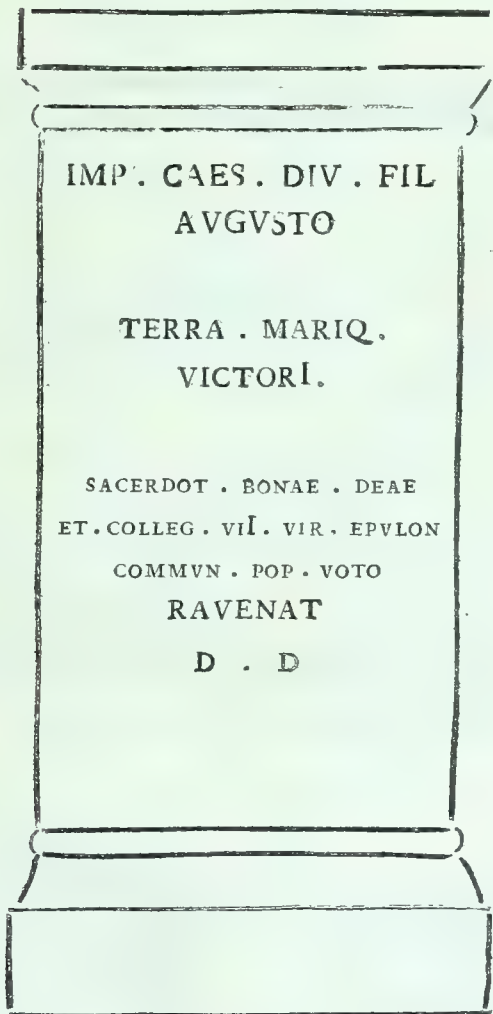 IMP . CAES . DIV . FIL
AVGVSTO
TERRA . MARIQ .
VICTORI .
SACERDOT . BONAE . DEAE
ET . COLLEG . VII . VIR . EPVLON
COMMVN . POP . VOTO
RAVENAT
D . D